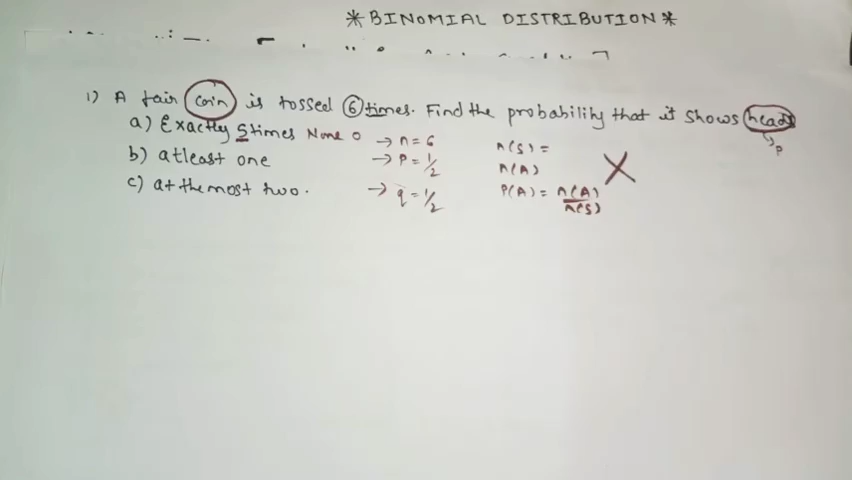 *BINOMIAL DISTRIBUTION*
1) A fair coin is tossed 6 times. Find the probability that it shows heads
p
a) Exactly 5 times None 0
b) atleast one
c) at the most two.
→ n = 6
→ P = 1/2
→ q = 1/2
n(S) =
n(A)
P(A) = n(A)/n(S)
X